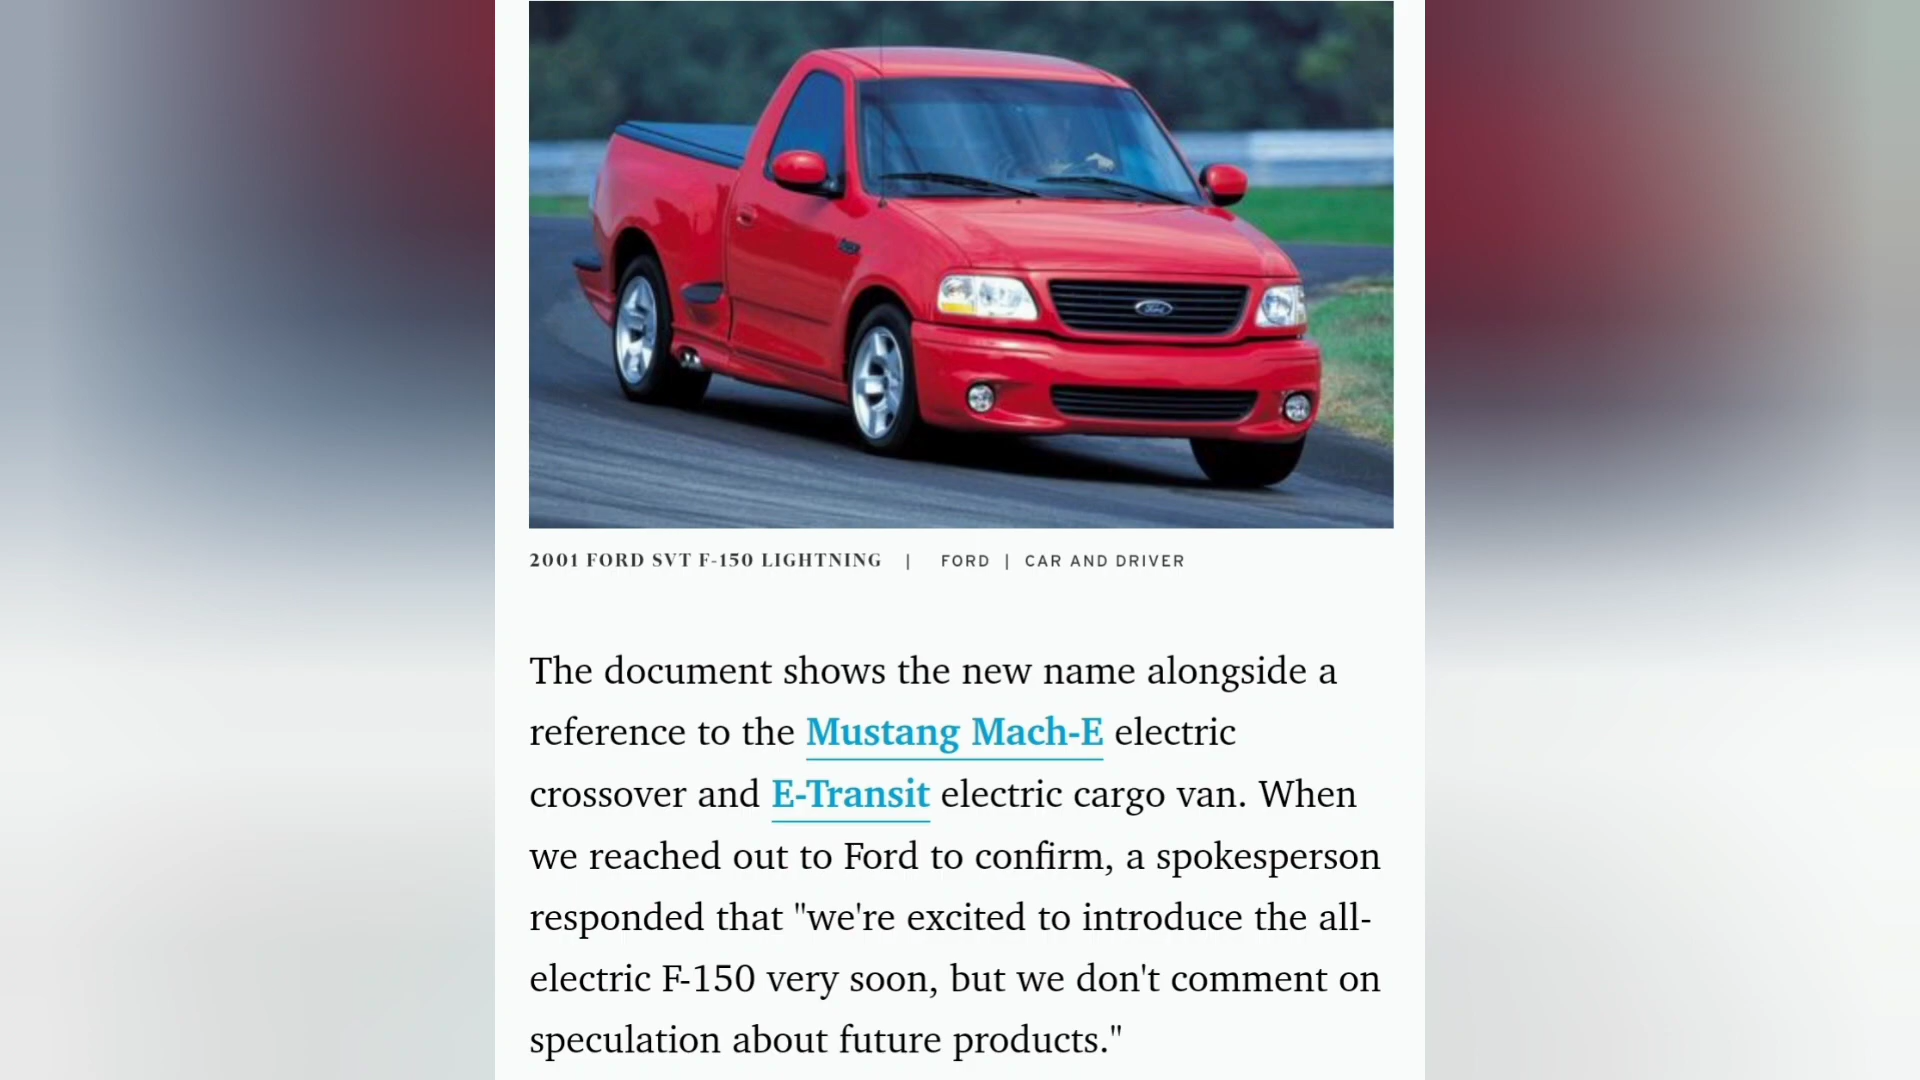 Ford
2001 FORD SVT F-150 LIGHTNING | FORD | CAR AND DRIVER
The document shows the new name alongside a
reference to the Mustang Mach-E electric
crossover and E-Transit electric cargo van. When
we reached out to Ford to confirm, a spokesperson
responded that "we're excited to introduce the all-
electric F-150 very soon, but we don't comment on
speculation about future products."